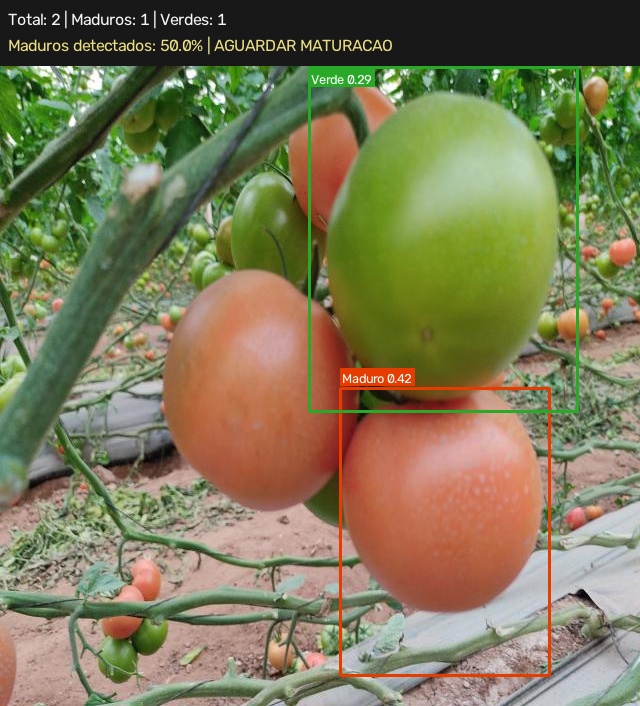 Total: 2 | Maduros: 1 | Verdes: 1
Maduros detectados: 50.0% | AGUARDAR MATURACAO
Verde 0.29
Maduro 0.42